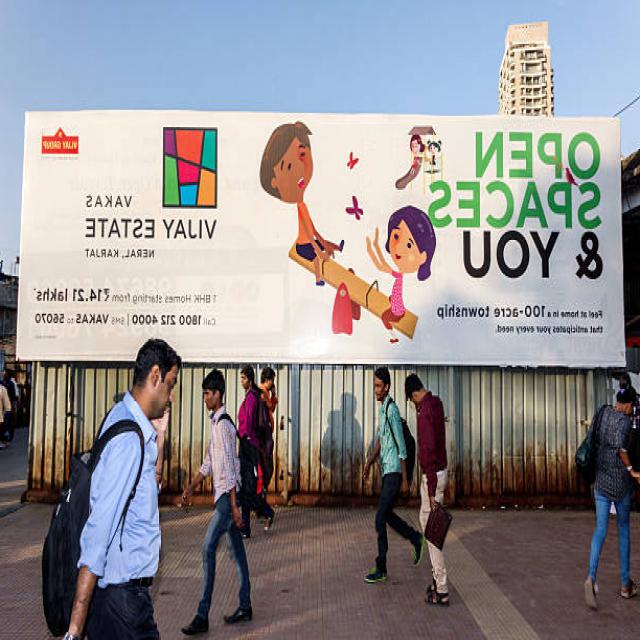 OPEN
SPACES
& YOU
Feel at home in a 100-acre township
that anticipates your every need.
VIJAY GROUP
VAKAS
VIJAY ESTATE
NERAL, KARJAT
1 BHK Homes starting from ₹14.21 lakhs*
Call 1800 212 4000 | SMS VAKAS to 56070